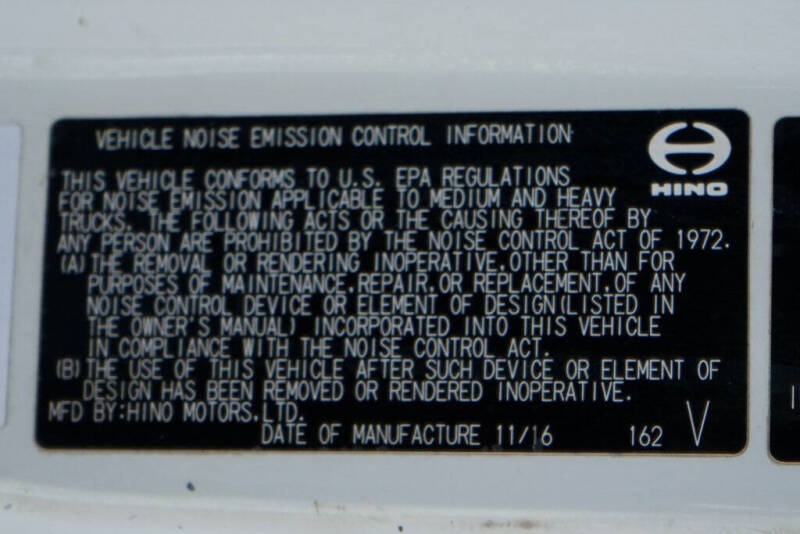 VEHICLE NOISE EMISSION CONTROL INFORMATION
HINO
THIS VEHICLE CONFORMS TO U.S. EPA REGULATIONS
FOR NOISE EMISSION APPLICABLE TO MEDIUM AND HEAVY
TRUCKS. THE FOLLOWING ACTS OR THE CAUSING THEREOF BY
ANY PERSON ARE PROHIBITED BY THE NOISE CONTROL ACT OF 1972.
(A) THE REMOVAL OR RENDERING INOPERATIVE, OTHER THAN FOR
PURPOSES OF MAINTENANCE, REPAIR, OR REPLACEMENT, OF ANY
NOISE CONTROL DEVICE OR ELEMENT OF DESIGN (LISTED IN
THE OWNER'S MANUAL) INCORPORATED INTO THIS VEHICLE
IN COMPLIANCE WITH THE NOISE CONTROL ACT.
(B) THE USE OF THIS VEHICLE AFTER SUCH DEVICE OR ELEMENT OF
DESIGN HAS BEEN REMOVED OR RENDERED INOPERATIVE.
MFD BY:HINO MOTORS,LTD.
DATE OF MANUFACTURE 11/16 162 V